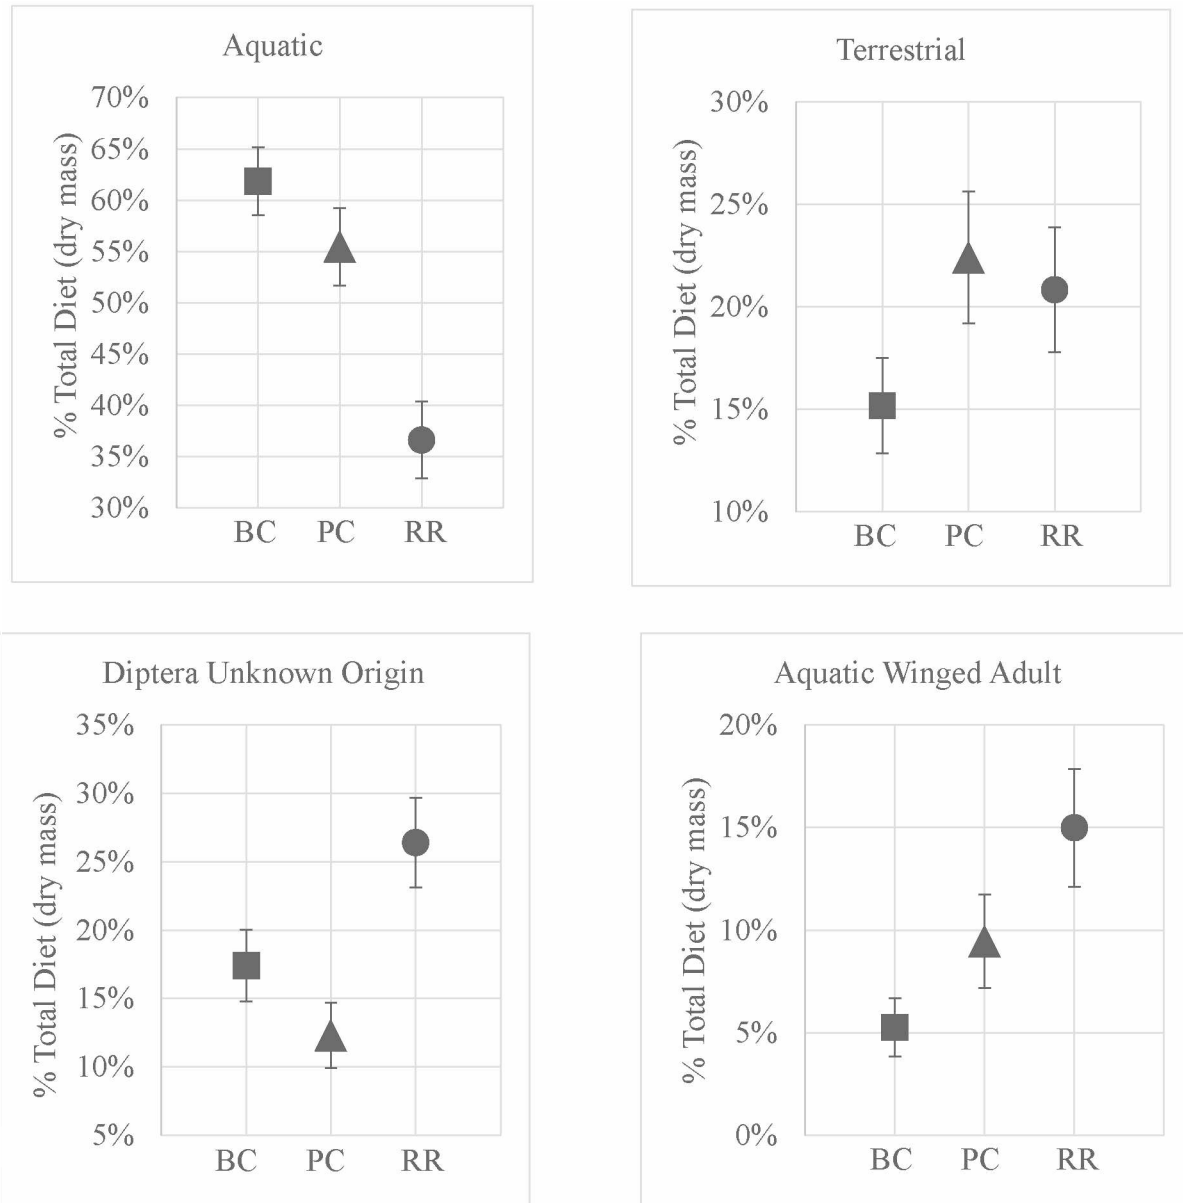 Aquatic
% Total Diet (dry mass)
70%
65%
60%
55%
50%
45%
40%
35%
30%
BC PC RR
Terrestrial
% Total Diet (dry mass)
30%
25%
20%
15%
10%
BC PC RR
Diptera Unknown Origin
% Total Diet (dry mass)
35%
30%
25%
20%
15%
10%
5%
BC PC RR
Aquatic Winged Adult
% Total Diet (dry mass)
20%
15%
10%
5%
0%
BC PC RR